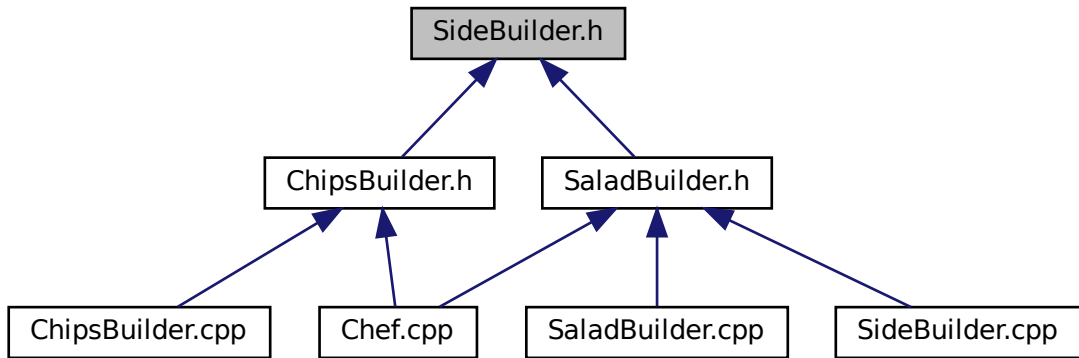 SideBuilder.h
ChipsBuilder.h
SaladBuilder.h
ChipsBuilder.cpp
Chef.cpp
SaladBuilder.cpp
SideBuilder.cpp